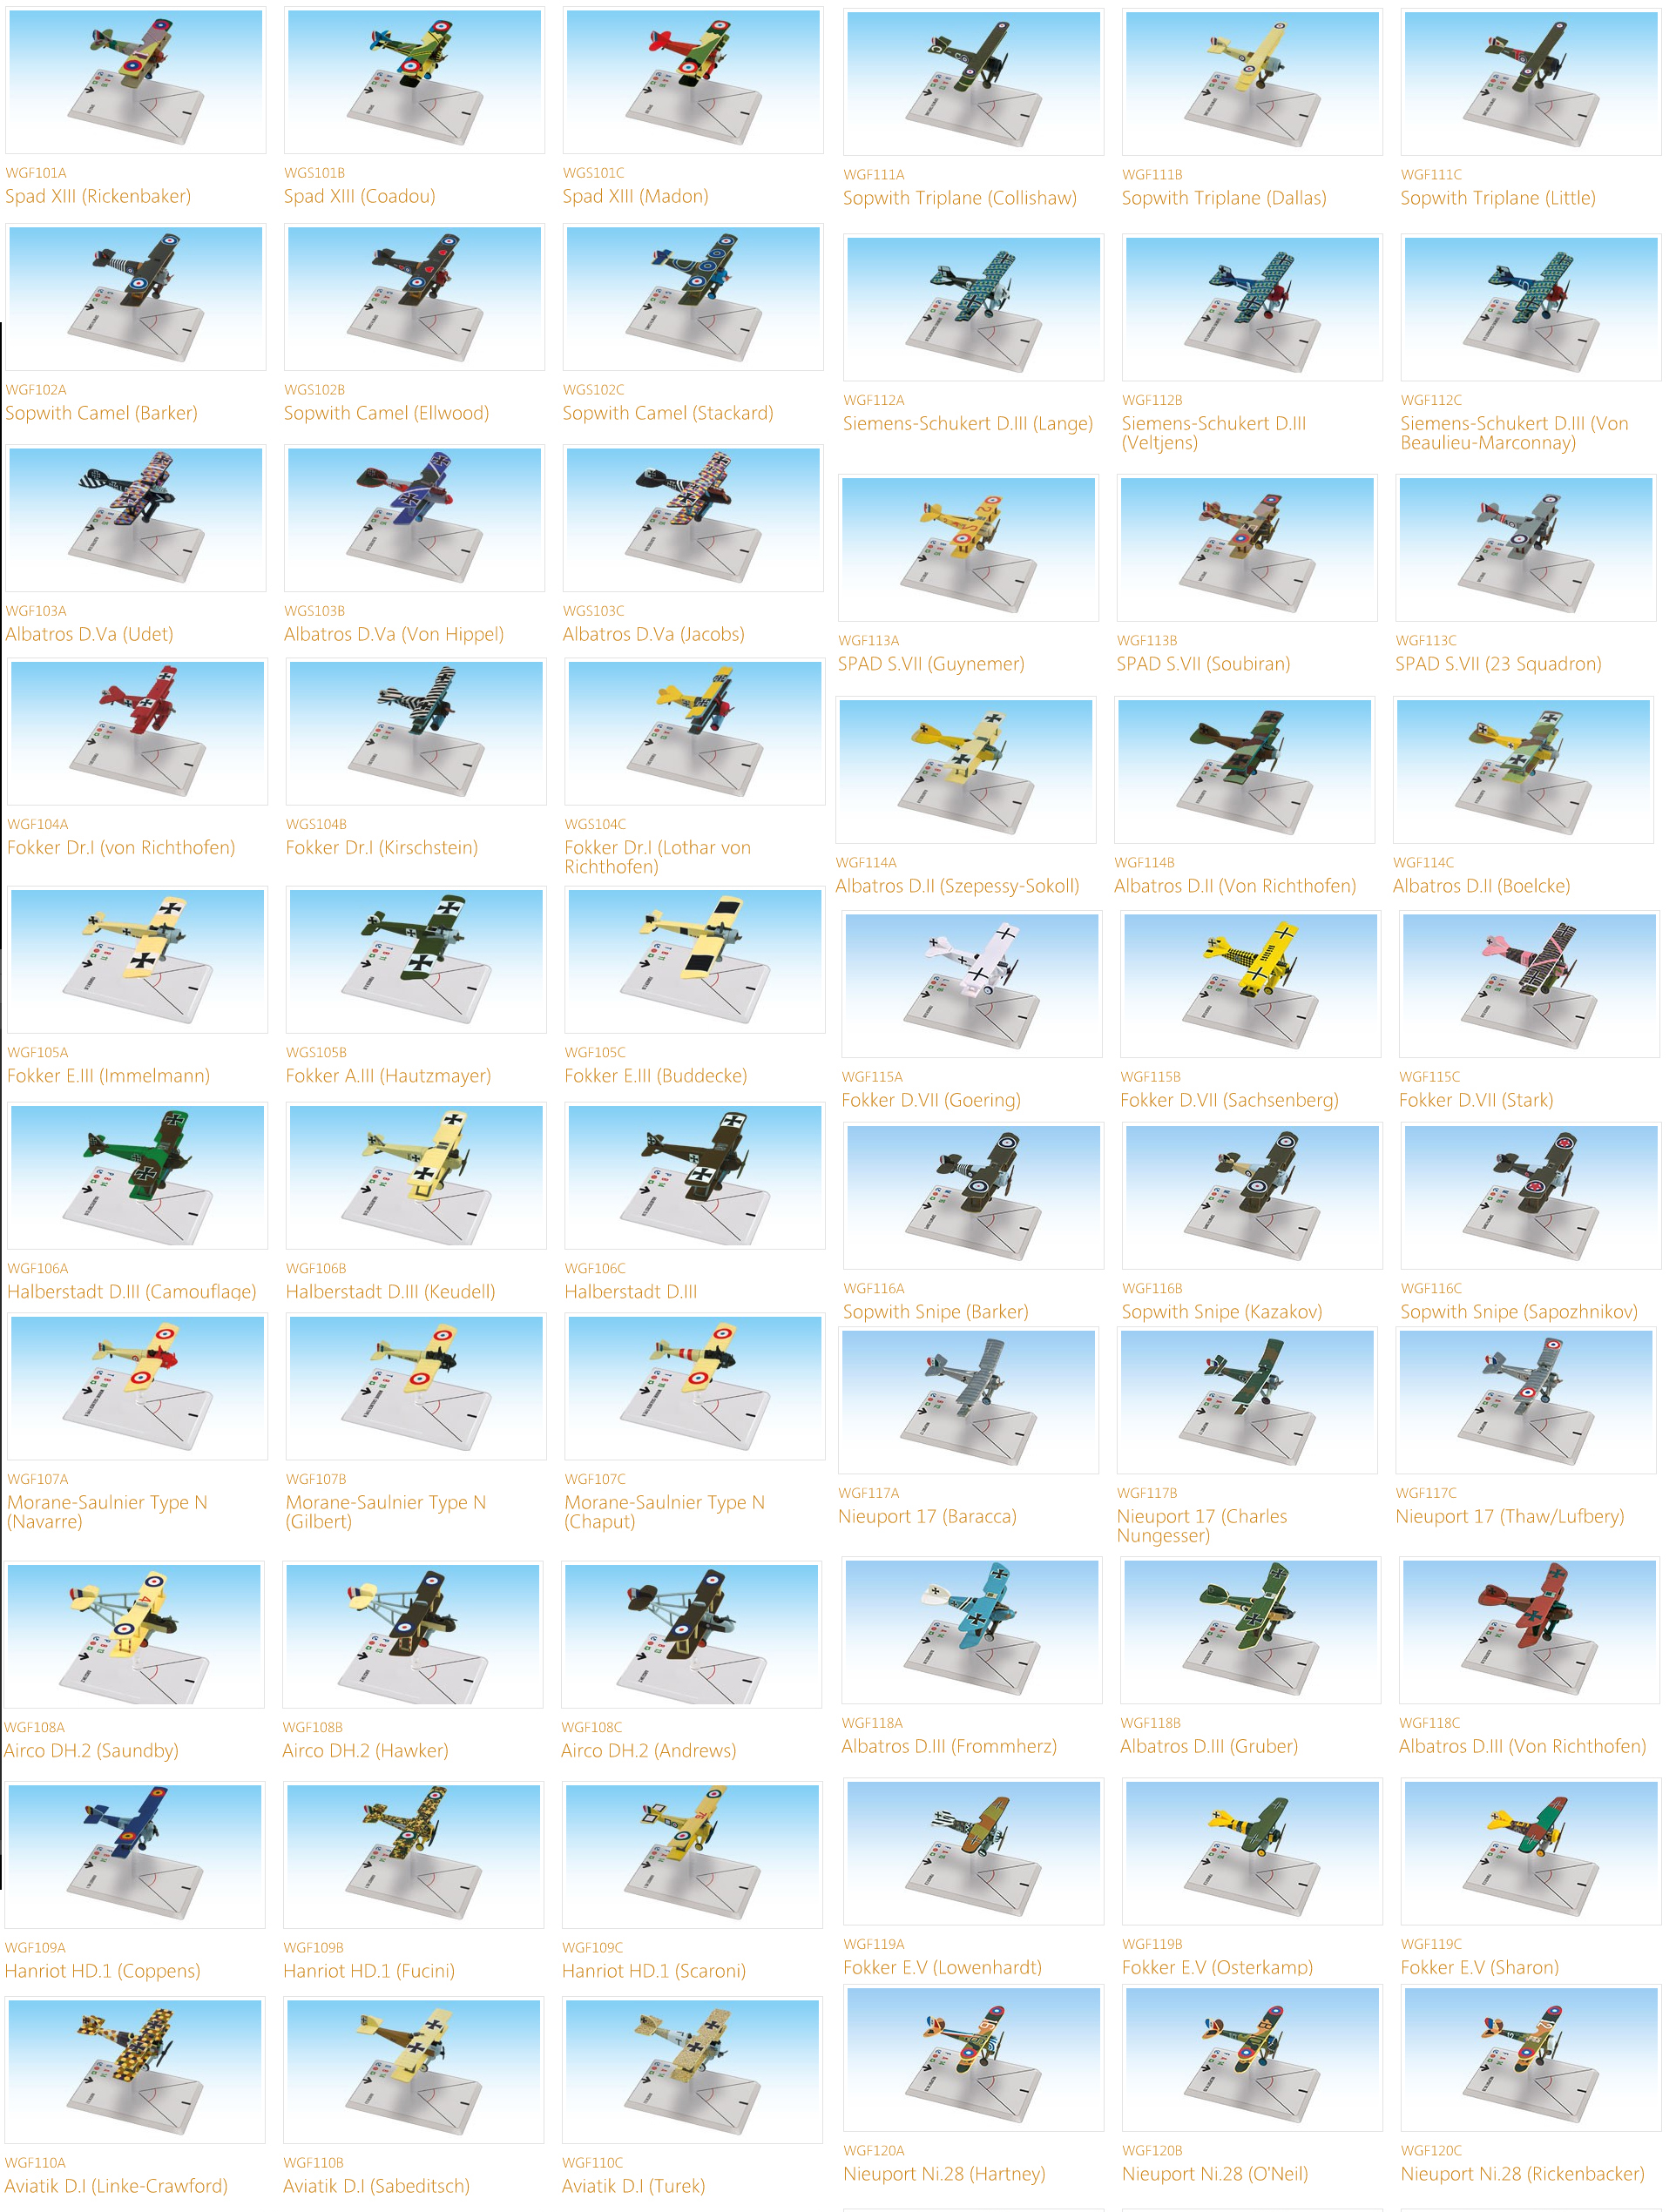 WGF101A
Spad XIII (Rickenbaker)
WGS101B
Spad XIII (Coadou)
WGS101C
Spad XIII (Madon)
WGF111A
Sopwith Triplane (Collishaw)
WGF111B
Sopwith Triplane (Dallas)
WGF111C
Sopwith Triplane (Little)
WGF102A
Sopwith Camel (Barker)
WGS102B
Sopwith Camel (Ellwood)
WGS102C
Sopwith Camel (Stackard)
WGF112A
Siemens-Schukert D.III (Lange)
WGF112B
Siemens-Schukert D.III
(Veltjens)
WGF112C
Siemens-Schukert D.III (Von
Beaulieu-Marconnay)
WGF103A
Albatros D.Va (Udet)
WGS103B
Albatros D.Va (Von Hippel)
WGS103C
Albatros D.Va (Jacobs)
WGF113A
SPAD S.VII (Guynemer)
WGF113B
SPAD S.VII (Soubiran)
WGF113C
SPAD S.VII (23 Squadron)
WGF104A
Fokker Dr.I (von Richthofen)
WGS104B
Fokker Dr.I (Kirschstein)
WGS104C
Fokker Dr.I (Lothar von
Richthofen)
WGF114A
Albatros D.II (Szepessy-Sokoll)
WGF114B
Albatros D.II (Von Richthofen)
WGF114C
Albatros D.II (Boelcke)
WGF105A
Fokker E.III (Immelmann)
WGS105B
Fokker A.III (Hautzmayer)
WGF105C
Fokker E.III (Buddecke)
WGF115A
Fokker D.VII (Goering)
WGF115B
Fokker D.VII (Sachsenberg)
WGF115C
Fokker D.VII (Stark)
WGF106A
Halberstadt D.III (Camouflage)
WGF106B
Halberstadt D.III (Keudell)
WGF106C
Halberstadt D.III
WGF116A
Sopwith Snipe (Barker)
WGF116B
Sopwith Snipe (Kazakov)
WGF116C
Sopwith Snipe (Sapozhnikov)
WGF107A
Morane-Saulnier Type N
(Navarre)
WGF107B
Morane-Saulnier Type N
(Gilbert)
WGF107C
Morane-Saulnier Type N
(Chaput)
WGF117A
Nieuport 17 (Baracca)
WGF117B
Nieuport 17 (Charles
Nungesser)
WGF117C
Nieuport 17 (Thaw/Lufbery)
WGF108A
Airco DH.2 (Saundby)
WGF108B
Airco DH.2 (Hawker)
WGF108C
Airco DH.2 (Andrews)
WGF118A
Albatros D.III (Frommherz)
WGF118B
Albatros D.III (Gruber)
WGF118C
Albatros D.III (Von Richthofen)
WGF109A
Hanriot HD.1 (Coppens)
WGF109B
Hanriot HD.1 (Fucini)
WGF109C
Hanriot HD.1 (Scaroni)
WGF119A
Fokker E.V (Lowenhardt)
WGF119B
Fokker E.V (Osterkamp)
WGF119C
Fokker E.V (Sharon)
WGF110A
Aviatik D.I (Linke-Crawford)
WGF110B
Aviatik D.I (Sabeditsch)
WGF110C
Aviatik D.I (Turek)
WGF120A
Nieuport Ni.28 (Hartney)
WGF120B
Nieuport Ni.28 (O'Neil)
WGF120C
Nieuport Ni.28 (Rickenbacker)